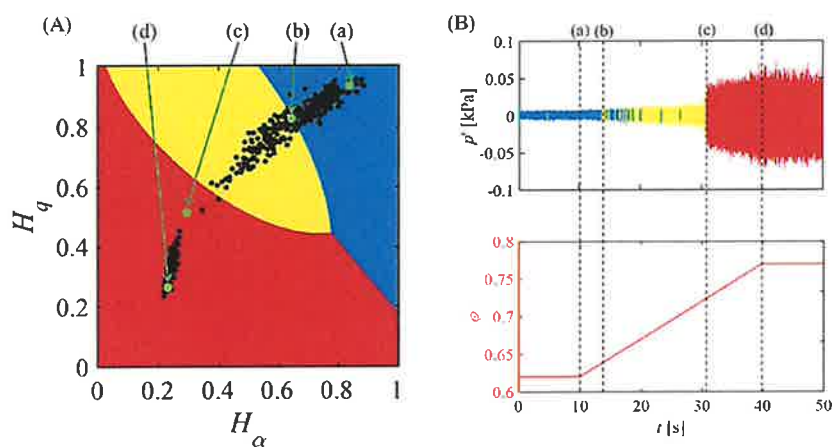 (A)
(d) (c) (b) (a)
1
0.8
0.6
0.4
0.2
0
H_q
0 0.2 0.4 0.6 0.8 1
H_α
(B)
(a) (b) (c) (d)
0.1
0.05
0
-0.05
-0.1
p' [kPa]
0.8
0.75
0.7
0.65
0.6
0 10 20 30 40 50
t [s]